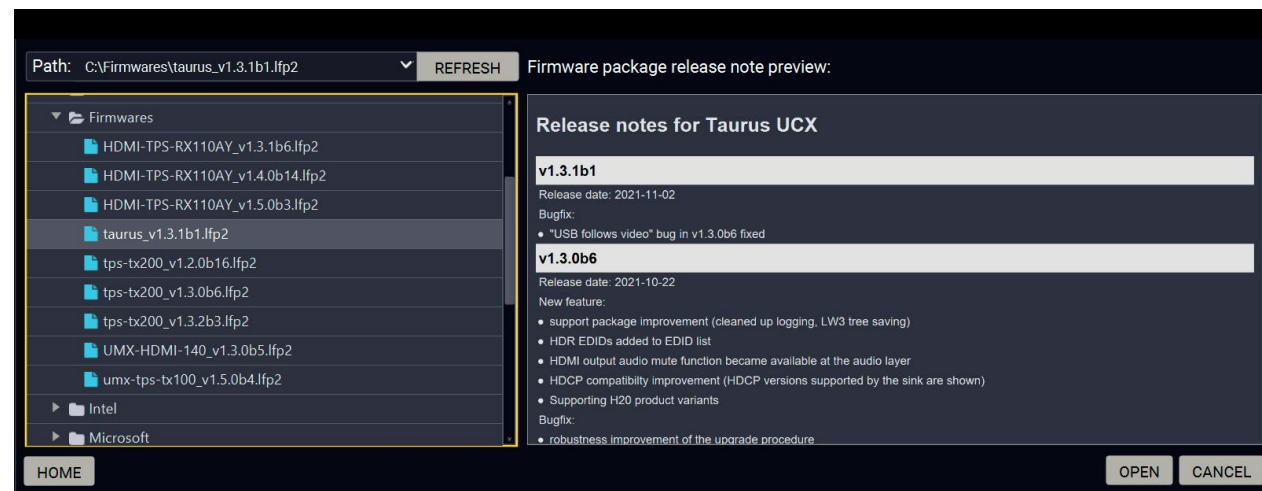 Path: C:\Firmwares\taurus_v1.3.1b1.lfp2 REFRESH
Firmware package release note preview:
Firmwares
HDMI-TPS-RX110AY_v1.3.1b6.lfp2
HDMI-TPS-RX110AY_v1.4.0b14.lfp2
HDMI-TPS-RX110AY_v1.5.0b3.lfp2
taurus_v1.3.1b1.lfp2
tps-tx200_v1.2.0b16.lfp2
tps-tx200_v1.3.0b6.lfp2
tps-tx200_v1.3.2b3.lfp2
UMX-HDMI-140_v1.3.0b5.lfp2
umx-tps-tx100_v1.5.0b4.lfp2
Intel
Microsoft
Release notes for Taurus UCX
v1.3.1b1
Release date: 2021-11-02
Bugfix:
• "USB follows video" bug in v1.3.0b6 fixed
v1.3.0b6
Release date: 2021-10-22
New feature:
• support package improvement (cleaned up logging, LW3 tree saving)
• HDR EDIDs added to EDID list
• HDMI output audio mute function became available at the audio layer
• HDCP compatibilty improvement (HDCP versions supported by the sink are shown)
• Supporting H20 product variants
Bugfix:
• robustness improvement of the upgrade procedure
HOME
OPEN CANCEL